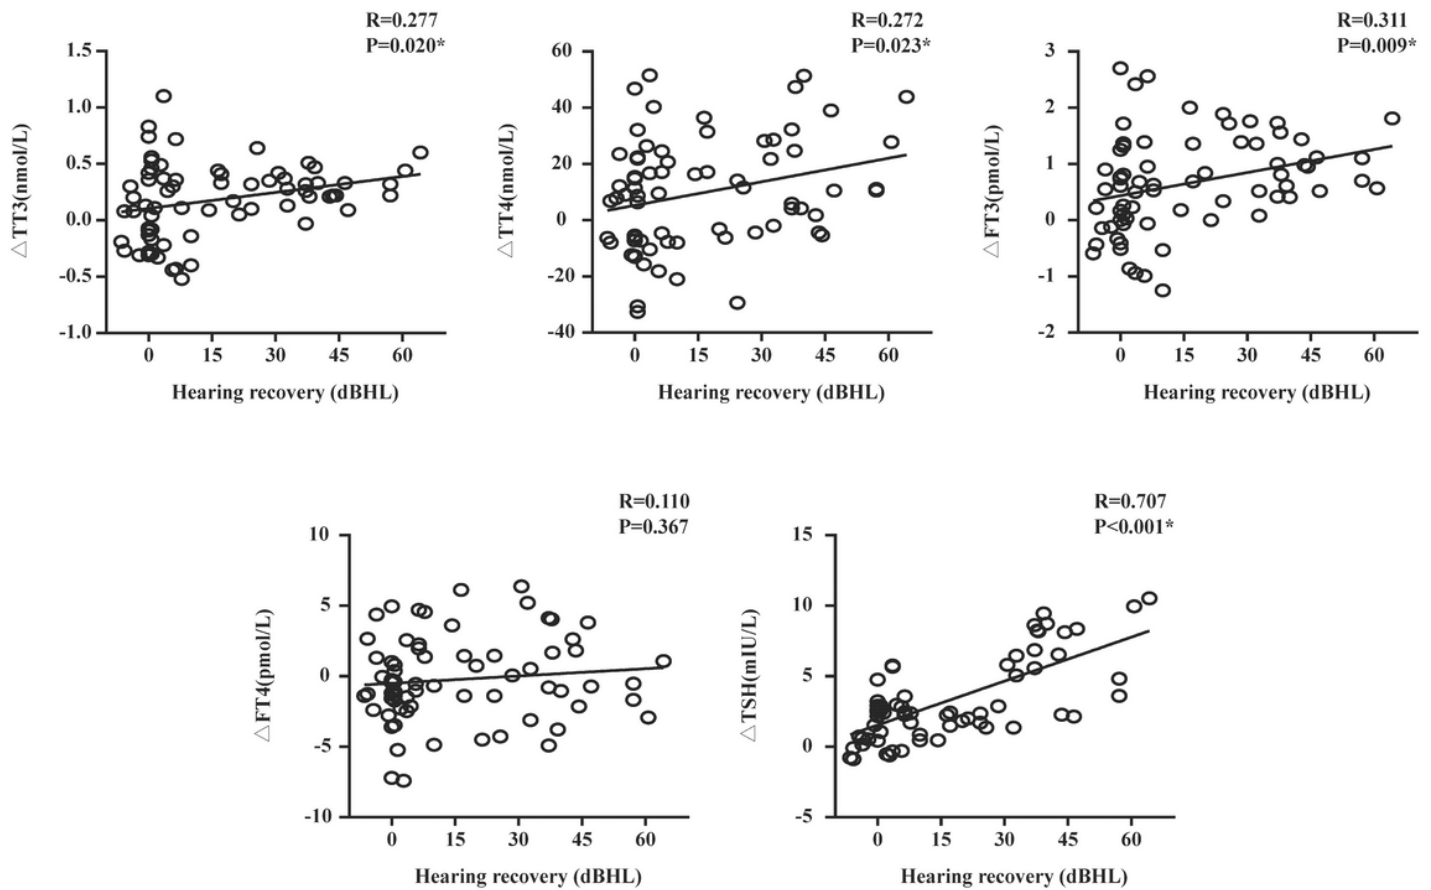 R=0.277
P=0.020*
△TT3(nmol/L)
1.5
1.0
0.5
0.0
-0.5
-1.0
0 15 30 45 60
Hearing recovery (dBHL)
R=0.272
P=0.023*
△TT4(nmol/L)
60
40
20
0
-20
-40
0 15 30 45 60
Hearing recovery (dBHL)
R=0.311
P=0.009*
△FT3(pmol/L)
3
2
1
0
-1
-2
0 15 30 45 60
Hearing recovery (dBHL)
R=0.110
P=0.367
△FT4(pmol/L)
10
5
0
-5
-10
0 15 30 45 60
Hearing recovery (dBHL)
R=0.707
P<0.001*
△TSH(mIU/L)
15
10
5
0
-5
0 15 30 45 60
Hearing recovery (dBHL)